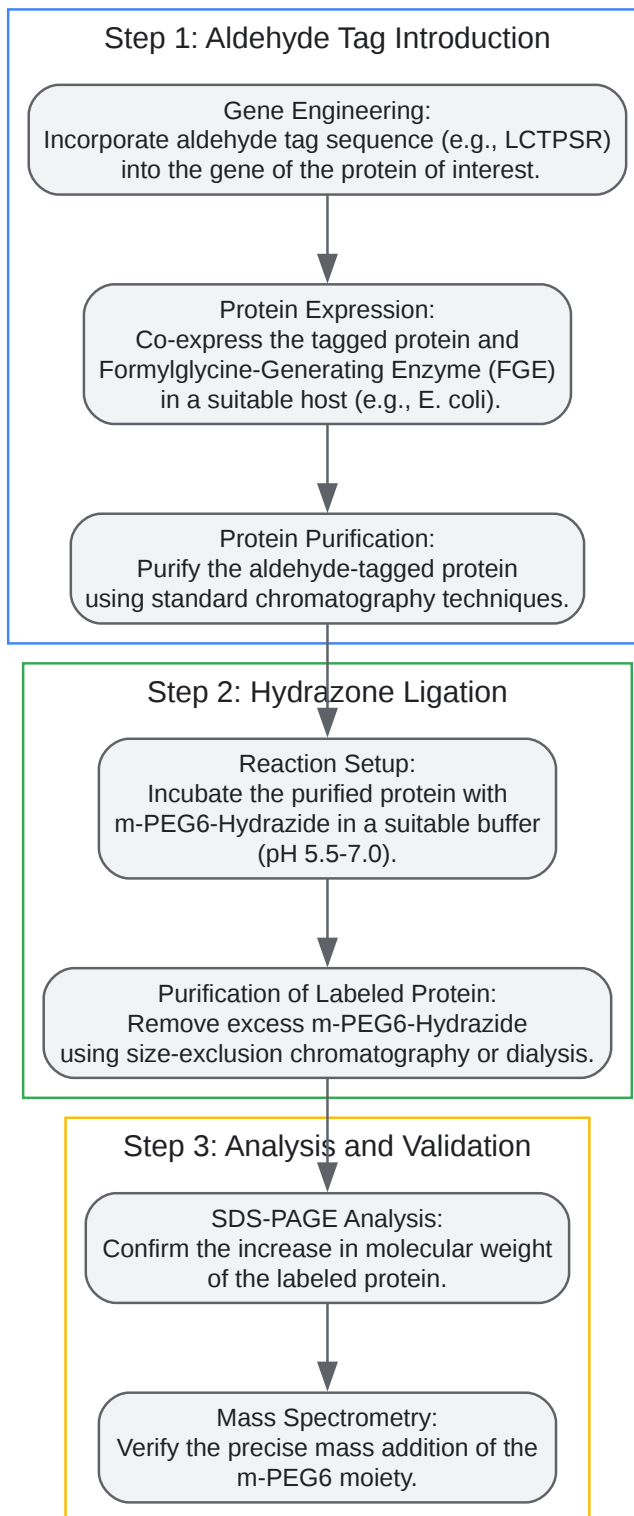 Step 1: Aldehyde Tag Introduction
Gene Engineering:
Incorporate aldehyde tag sequence (e.g., LCTPSR)
into the gene of the protein of interest.
Protein Expression:
Co-express the tagged protein and
Formylglycine-Generating Enzyme (FGE)
in a suitable host (e.g., E. coli).
Protein Purification:
Purify the aldehyde-tagged protein
using standard chromatography techniques.
Step 2: Hydrazone Ligation
Reaction Setup:
Incubate the purified protein with
m-PEG6-Hydrazide in a suitable buffer
(pH 5.5-7.0).
Purification of Labeled Protein:
Remove excess m-PEG6-Hydrazide
using size-exclusion chromatography or dialysis.
Step 3: Analysis and Validation
SDS-PAGE Analysis:
Confirm the increase in molecular weight
of the labeled protein.
Mass Spectrometry:
Verify the precise mass addition of the
m-PEG6 moiety.